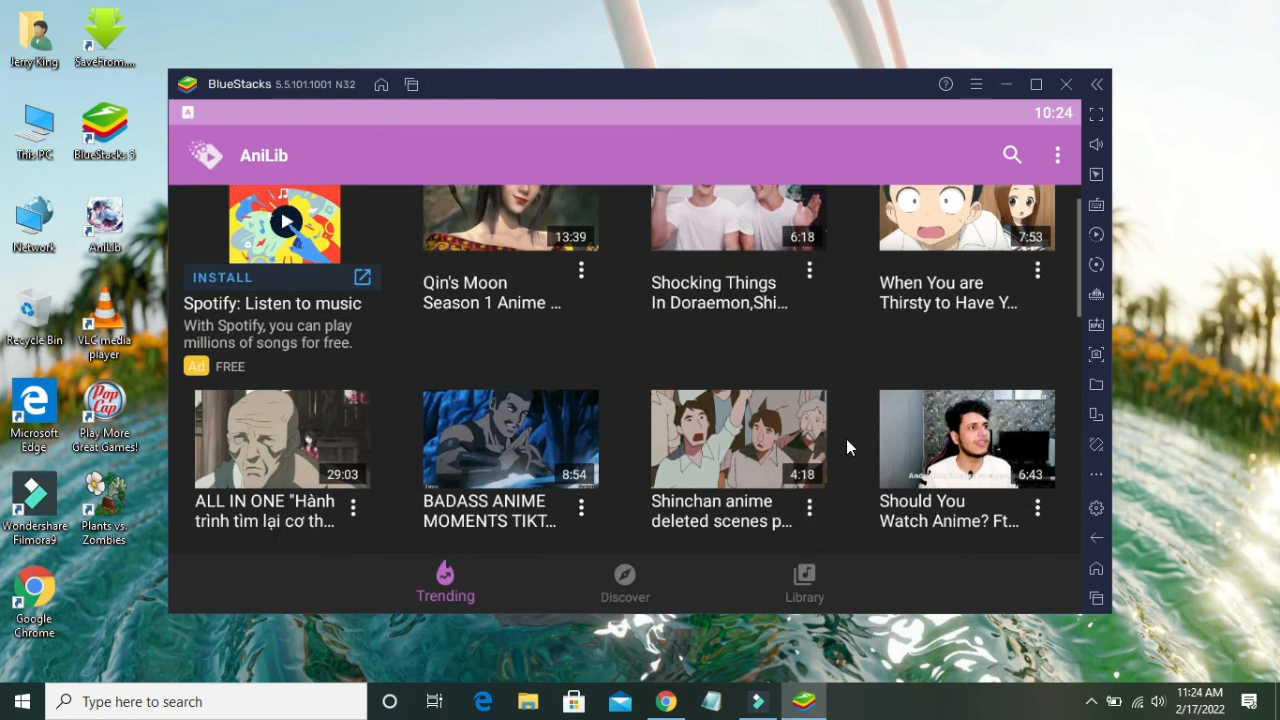 Jerry King
SaveFrom....
This PC
BlueStacks 5
Network
AniLib
Recycle Bin
VLC media
player
Microsoft
Edge
Pop
Cap
Play More
Great Games!
Wondershare
Filmora9
Plants vs.
Zombies
Google
Chrome
BlueStacks 5.5.101.1001 N32
A
10:24
AniLib
13:39
6:18
7:53
INSTALL
Spotify: Listen to music
With Spotify, you can play
millions of songs for free.
Ad FREE
Qin's Moon
Season 1 Anime ...
Shocking Things
In Doraemon,Shi...
When You are
Thirsty to Have Y...
29:03
8:54
4:18
6:43
ALL IN ONE "Hành
trình tìm lại cơ th...
BADASS ANIME
MOMENTS TIKT...
Shinchan anime
deleted scenes p...
Should You
Watch Anime? Ft...
Trending
Discover
Library
Type here to search
11:24 AM
2/17/2022